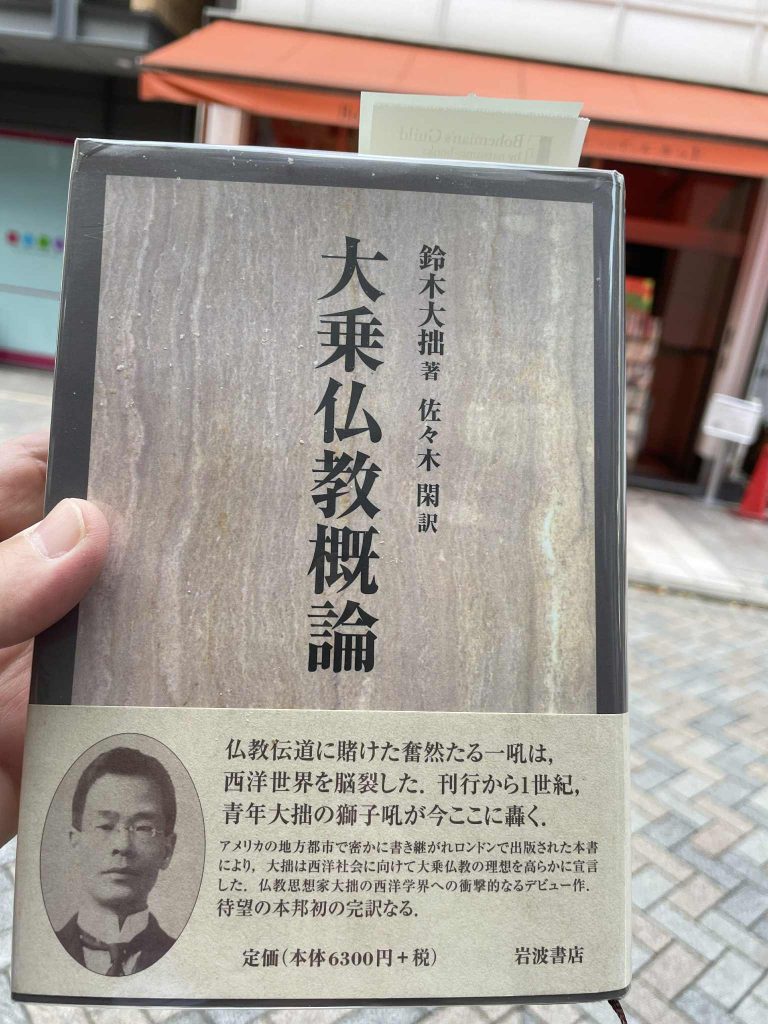 Bohemian's Guild
鈴木大拙 著 佐々木 閑 訳
大乗仏教概論
仏教伝道に賭けた奮然たる一吼は,
西洋世界を脳裂した. 刊行から1世紀,
青年大拙の獅子吼が今ここに轟く.
アメリカの地方都市で密かに書き継がれロンドンで出版された本書
により, 大拙は西洋社会に向けて大乗仏教の理想を高らかに宣言
した. 仏教思想家大拙の西洋学界への衝撃的なるデビュー作.
待望の本邦初の完訳なる.
定価(本体6300円+税)
岩波書店